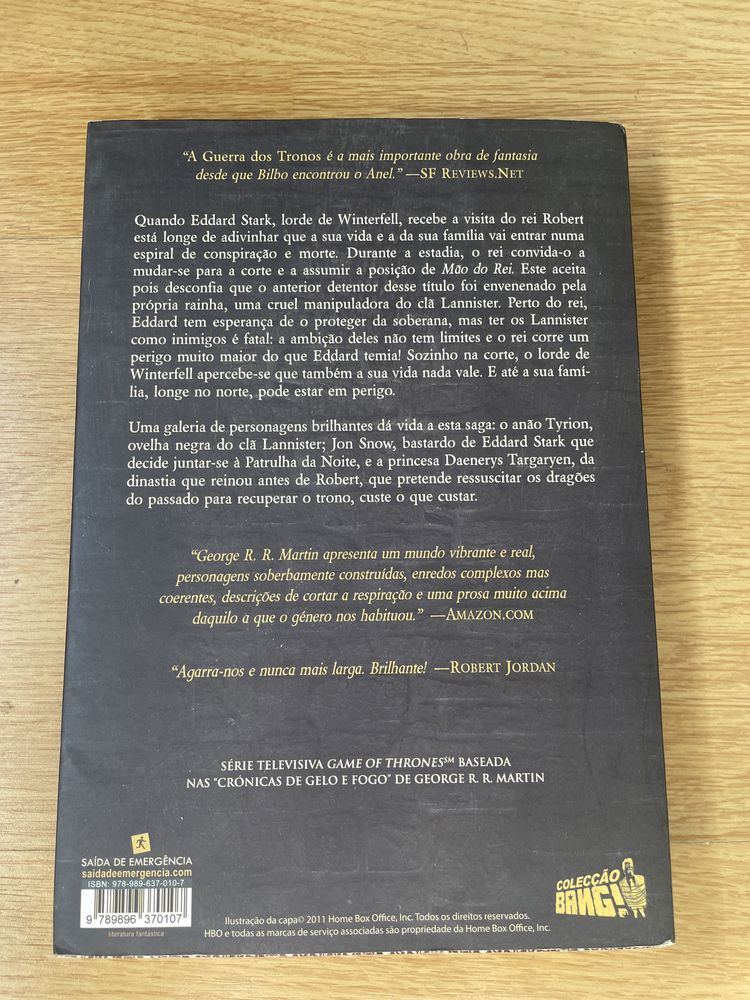 “A Guerra dos Tronos é a mais importante obra de fantasia
desde que Bilbo encontrou o Anel.” —SF Reviews.Net
Quando Eddard Stark, lorde de Winterfell, recebe a visita do rei Robert
está longe de adivinhar que a sua vida e a da sua família vai entrar numa
espiral de conspiração e morte. Durante a estadia, o rei convida-o a
mudar-se para a corte e a assumir a posição de Mão do Rei. Este aceita
pois desconfia que o anterior detentor desse título foi envenenado pela
própria rainha, uma cruel manipuladora do clã Lannister. Perto do rei,
Eddard tem esperança de o proteger da soberana, mas ter os Lannister
como inimigos é fatal: a ambição deles não tem limites e o rei corre um
perigo muito maior do que Eddard temia! Sozinho na corte, o lorde de
Winterfell apercebe-se que também a sua vida nada vale. E até a sua famí-
lia, longe no norte, pode estar em perigo.
Uma galeria de personagens brilhantes dá vida a esta saga: o anão Tyrion,
ovelha negra do clã Lannister; Jon Snow, bastardo de Eddard Stark que
decide juntar-se à Patrulha da Noite, e a princesa Daenerys Targaryen, da
dinastia que reinou antes de Robert, que pretende ressuscitar os dragões
do passado para recuperar o trono, custe o que custar.
“George R. R. Martin apresenta um mundo vibrante e real,
personagens soberbamente construídas, enredos complexos mas
coerentes, descrições de cortar a respiração e uma prosa muito acima
daquilo a que o género nos habituou.” —Amazon.com
“Agarra-nos e nunca mais larga. Brilhante! —Robert Jordan
SÉRIE TELEVISIVA GAME OF THRONES℠ BASEADA
NAS “CRÓNICAS DE GELO E FOGO” DE GEORGE R. R. MARTIN
SAÍDA DE EMERGÊNCIA
saidadeemergencia.com
ISBN: 978-989-637-010-7
9 789896 370107
literatura fantástica
COLECÇÃO
BANG!
Ilustração da capa© 2011 Home Box Office, Inc. Todos os direitos reservados.
HBO e todas as marcas de serviço associadas são propriedade da Home Box Office, Inc.